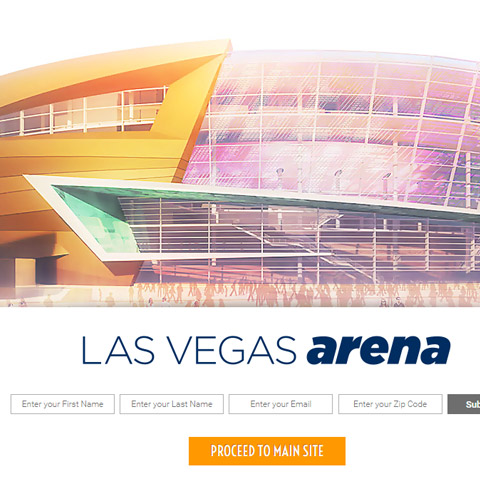 LAS VEGAS arena
Enter your First Name Enter your Last Name Enter your Email Enter your Zip Code
PROCEED TO MAIN SITE